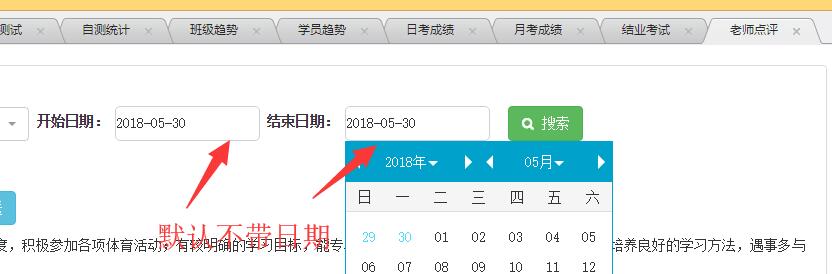 测试 自测统计 班级趋势 学员趋势 日考成绩 月考成绩 结业考试 老师点评
开始日期： 2018-05-30 结束日期： 2018-05-30 搜索
2018年 05月
日 一 二 三 四 五 六
默认不带日期
29 30 01 02 03 04 05
度，积极参加各项体育活动，有较明确的学习目标，能专 培养良好的学习方法，遇事多与
06 07 08 09 10 11 12